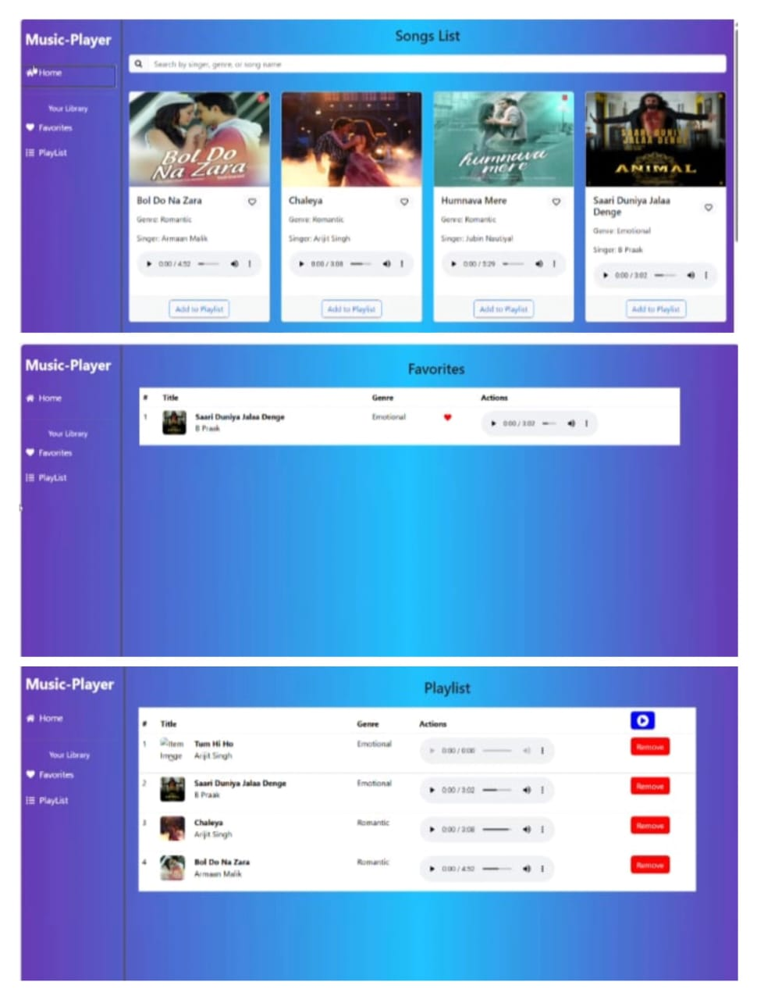 Music-Player
Home
Your Library
Favorites
PlayList
Songs List
Search by singer, genre, or song name
Bol Do
Na Zara
Bol Do Na Zara
Genre: Romantic
Singer: Armaan Malik
0:00 / 4:52
Add to Playlist
Chaleya
Genre: Romantic
Singer: Arijit Singh
0:00 / 3:08
Add to Playlist
humnava
mere
Humnava Mere
Genre: Romantic
Singer: Jubin Nautiyal
0:00 / 5:29
Add to Playlist
SAARI DUNIYA
JALAA DENGE
ANIMAL
Saari Duniya Jalaa
Denge
Genre: Emotional
Singer: B Praak
0:00 / 3:02
Add to Playlist
Music-Player
Home
Your Library
Favorites
PlayList
Favorites
# Title Genre Actions
1 Saari Duniya Jalaa Denge Emotional 0:00 / 3:02
B Praak
Music-Player
Home
Your Library
Favorites
PlayList
Playlist
# Title Genre Actions
1 Item Image Tum Hi Ho Emotional 0:00 / 0:00 Remove
Arijit Singh
2 Saari Duniya Jalaa Denge Emotional 0:00 / 3:02 Remove
B Praak
3 Chaleya Romantic 0:00 / 3:08 Remove
Arijit Singh
4 Bol Do Na Zara Romantic 0:00 / 4:52 Remove
Armaan Malik